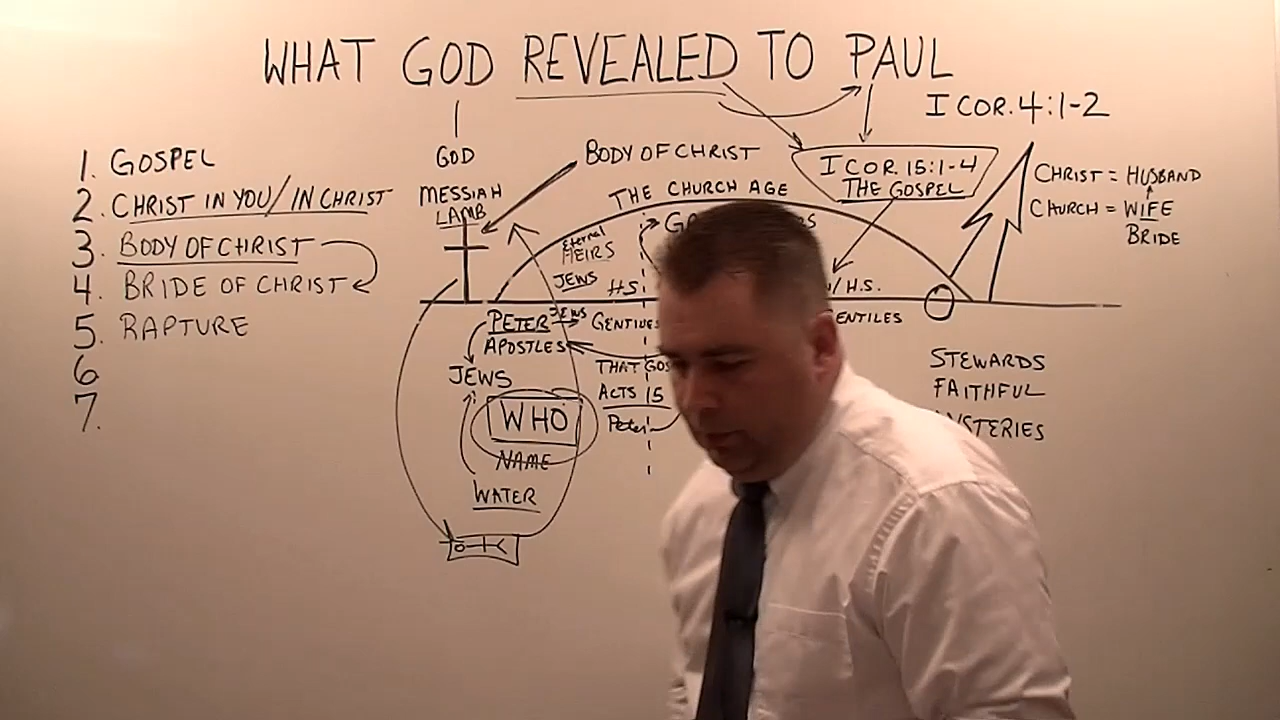 WHAT GOD REVEALED TO PAUL
I COR. 4:1-2
1. GOSPEL
2. CHRIST IN YOU/IN CHRIST
3. BODY OF CHRIST
4. BRIDE OF CHRIST
5. RAPTURE
6
7.
GOD
MESSIAH
LAMB
BODY OF CHRIST
THE CHURCH AGE
I COR. 15:1-4
THE GOSPEL
CHRIST = HUSBAND
CHURCH = WIFE
BRIDE
Eternal
HEIRS
JEWS
H.S.
H.S.
PETER
JEWS
GENTILES
APOSTLES
JEWS
THAT GOS
ACTS 15
Peter
WHO
NAME
WATER
ENTILES
STEWARDS
FAITHFUL
YSTERIES